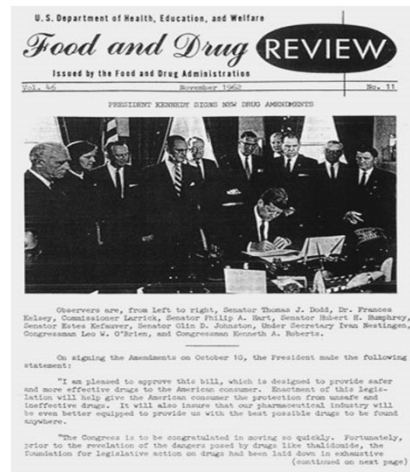 U.S. Department of Health, Education, and Welfare
Food and Drug REVIEW
Issued by the Food and Drug Administration
Vol. 46 November 1962 No. 11
PRESIDENT KENNEDY SIGNS NEW DRUG AMENDMENTS
Observers are, from left to right, Senator Thomas J. Dodd, Dr. Frances
Kelsey, Commissioner Larrick, Senator Philip A. Hart, Senator Hubert H. Humphrey,
Senator Estes Kefauver, Senator Olin D. Johnston, Under Secretary Ivan Nestingen,
Congressman Leo W. O'Brien, and Congressman Kenneth A. Roberts.
On signing the Amendments on October 10, the President made the following
statement:
"I am pleased to approve this bill, which is designed to provide safer
and more effective drugs to the American consumer. Enactment of this legis-
lation will help give the American consumer the protection from unsafe and
ineffective drugs. It will also insure that our pharmaceutical industry will
be even better equipped to provide us with the best possible drugs to be found
anywhere.
"The Congress is to be congratulated in moving so quickly. Fortunately,
prior to the revelation of the dangers posed by drugs like thalidomide, the
foundation for legislative action on drugs had been laid down in exhaustive
(continued on next page)